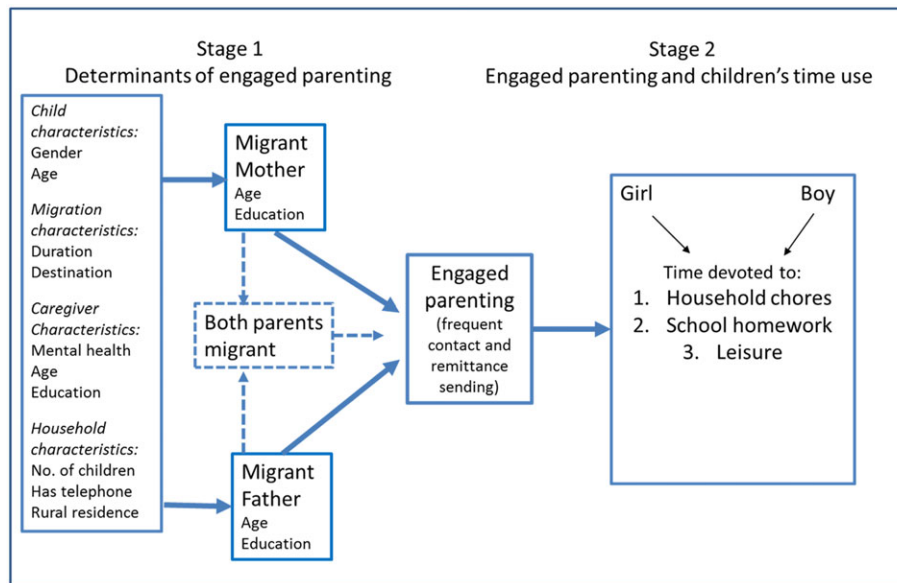 Stage 1
Determinants of engaged parenting
Stage 2
Engaged parenting and children's time use
Child
characteristics:
Gender
Age
Migration
characteristics:
Duration
Destination
Caregiver
Characteristics:
Mental health
Age
Education
Household
characteristics:
No. of children
Has telephone
Rural residence
Migrant
Mother
Age
Education
Both parents
migrant
Migrant
Father
Age
Education
Engaged
parenting
(frequent
contact and
remittance
sending)
Girl Boy
Time devoted to:
1. Household chores
2. School homework
3. Leisure